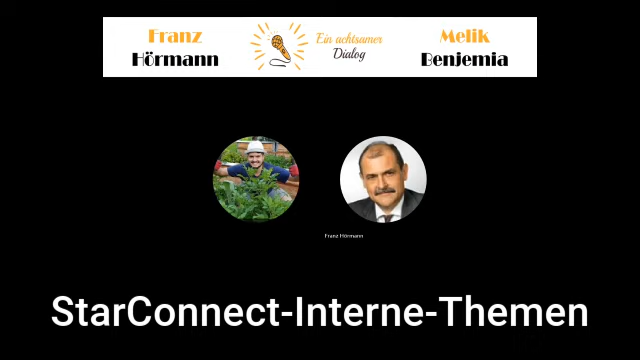 Franz
Hörmann
Ein achtsamer
Dialog
Melik
Benjemia
Franz Hörmann
StarConnect-Interne-Themen